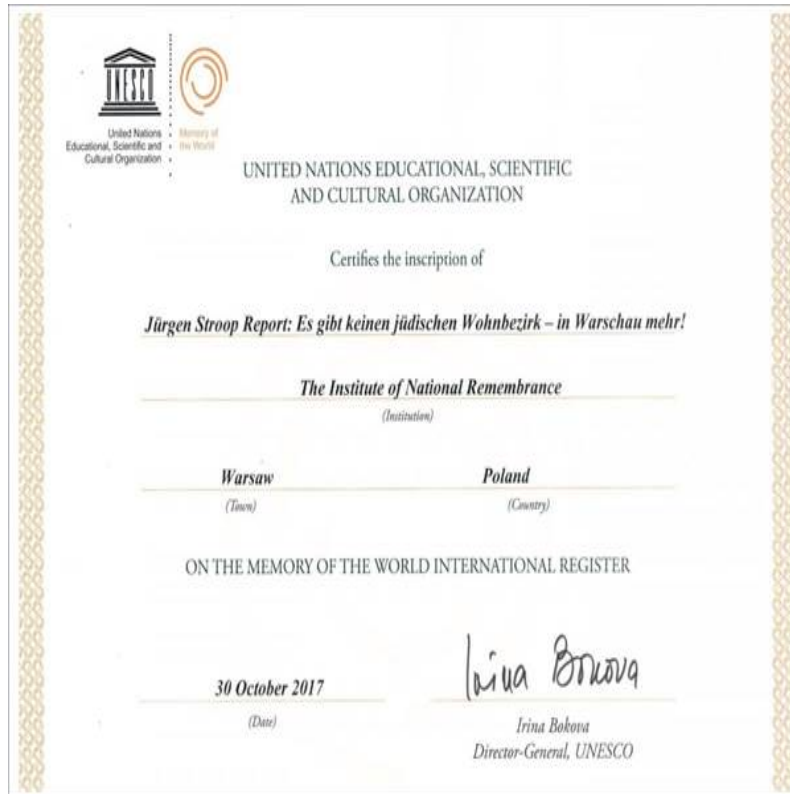 UNESCO
United Nations
Educational, Scientific and
Cultural Organization
Memory of
the World
UNITED NATIONS EDUCATIONAL, SCIENTIFIC
AND CULTURAL ORGANIZATION
Certifies the inscription of
Jürgen Stroop Report: Es gibt keinen jüdischen Wohnbezirk – in Warschau mehr!
The Institute of National Remembrance
(Institution)
Warsaw
Poland
(Town)
(Country)
ON THE MEMORY OF THE WORLD INTERNATIONAL REGISTER
Irina Bokova
30 October 2017
(Date)
Irina Bokova
Director-General, UNESCO